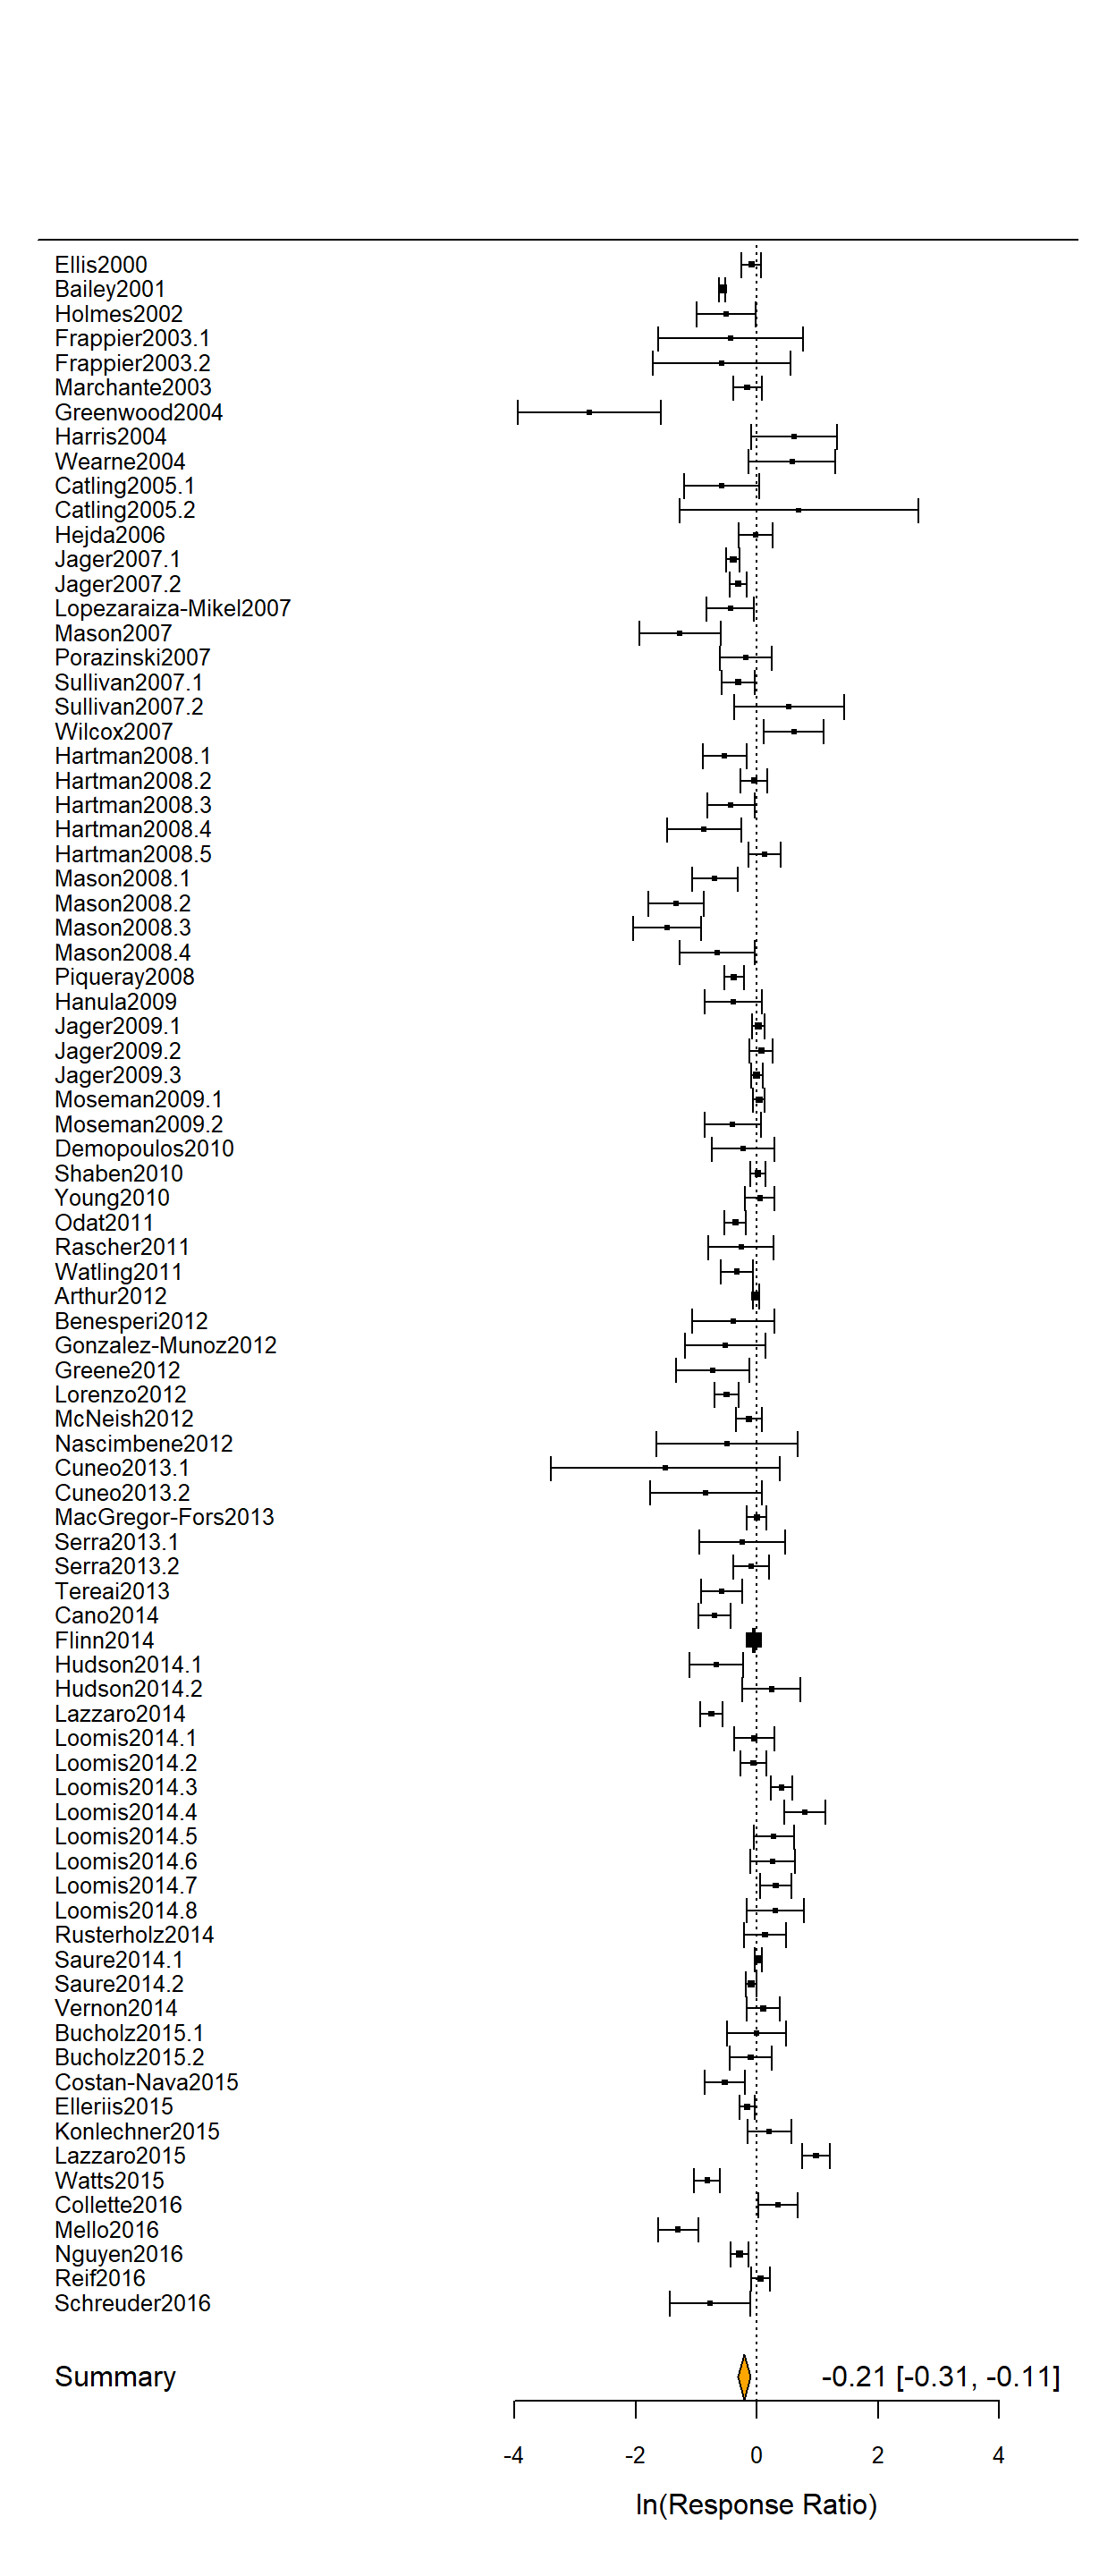 Ellis2000
Bailey2001
Holmes2002
Frappier2003.1
Frappier2003.2
Marchante2003
Greenwood2004
Harris2004
Wearne2004
Catling2005.1
Catling2005.2
Hejda2006
Jager2007.1
Jager2007.2
Lopezaraiza-Mikel2007
Mason2007
Porazinski2007
Sullivan2007.1
Sullivan2007.2
Wilcox2007
Hartman2008.1
Hartman2008.2
Hartman2008.3
Hartman2008.4
Hartman2008.5
Mason2008.1
Mason2008.2
Mason2008.3
Mason2008.4
Piqueray2008
Hanula2009
Jager2009.1
Jager2009.2
Jager2009.3
Moseman2009.1
Moseman2009.2
Demopoulos2010
Shaben2010
Young2010
Odat2011
Rascher2011
Watling2011
Arthur2012
Benesperi2012
Gonzalez-Munoz2012
Greene2012
Lorenzo2012
McNeish2012
Nascimbene2012
Cuneo2013.1
Cuneo2013.2
MacGregor-Fors2013
Serra2013.1
Serra2013.2
Tereai2013
Cano2014
Flinn2014
Hudson2014.1
Hudson2014.2
Lazzaro2014
Loomis2014.1
Loomis2014.2
Loomis2014.3
Loomis2014.4
Loomis2014.5
Loomis2014.6
Loomis2014.7
Loomis2014.8
Rusterholz2014
Saure2014.1
Saure2014.2
Vernon2014
Bucholz2015.1
Bucholz2015.2
Costan-Nava2015
Elleriis2015
Konlechner2015
Lazzaro2015
Watts2015
Collette2016
Mello2016
Nguyen2016
Reif2016
Schreuder2016
Summary -0.21 [-0.31, -0.11]
-4 -2 0 2 4
ln(Response Ratio)